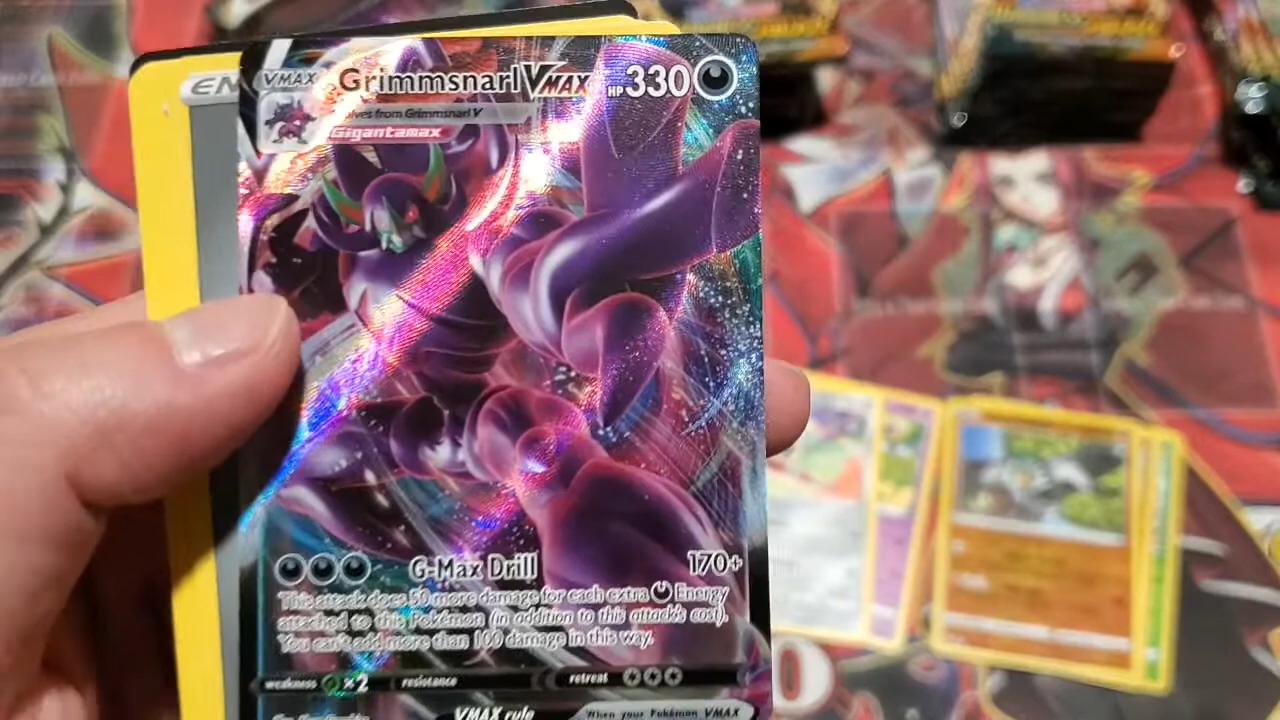 EN
VMAX Grimmsnarl VMAX HP 330
Evolves from Grimmsnarl V
Gigantamax
G-Max Drill 170+
This attack does 50 more damage for each extra Energy
attached to this Pokémon (in addition to this attack's cost).
You can't add more than 100 damage in this way.
weakness ×2 resistance retreat
VMAX rule When your Pokémon VMAX
0